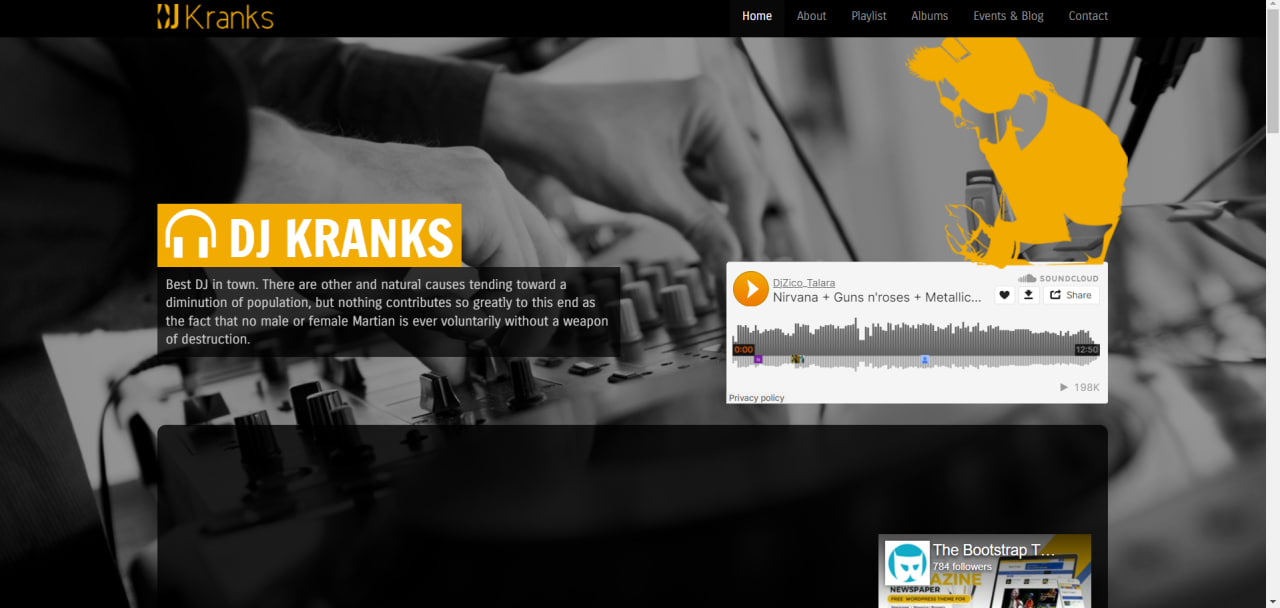 DJ Kranks
Home About Playlist Albums Events & Blog Contact
DJ KRANKS
Best DJ in town. There are other and natural causes tending toward a
diminution of population, but nothing contributes so greatly to this end as
the fact that no male or female Martian is ever voluntarily without a weapon
of destruction.
SOUNDCLOUD
DjZico_Talara
Nirvana + Guns n'roses + Metallic...
Share
0:00
12:50
198K
Privacy policy
The Bootstrap T...
784 followers
AZINE
NEWSPAPER
FREE WORDPRESS THEME FOR